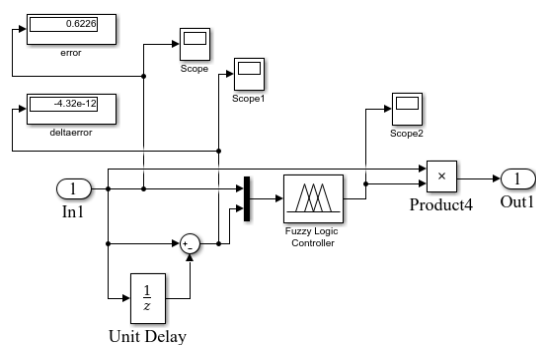 0.6226
error
Scope
-4.32e-12
deltaerror
Scope1
Scope2
1
In1
Fuzzy Logic
Controller
×
Product4
1
Out1
+
-
1
z
Unit Delay